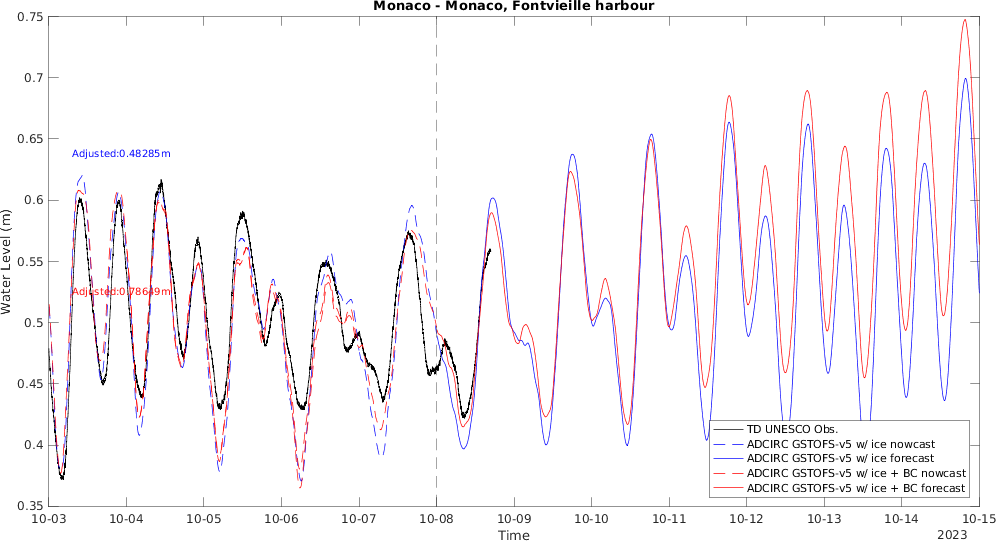 Monaco - Monaco, Fontvieille harbour
Water Level (m)
0.75
0.7
0.65
0.6
0.55
0.5
0.45
0.4
0.35
Adjusted:0.48285m
Adjusted:0.78649m
TD UNESCO Obs.
ADCIRC GSTOFS-v5 w/ ice nowcast
ADCIRC GSTOFS-v5 w/ ice forecast
ADCIRC GSTOFS-v5 w/ ice + BC nowcast
ADCIRC GSTOFS-v5 w/ ice + BC forecast
10-03 10-04 10-05 10-06 10-07 10-08 10-09 10-10 10-11 10-12 10-13 10-14 10-15
Time
2023